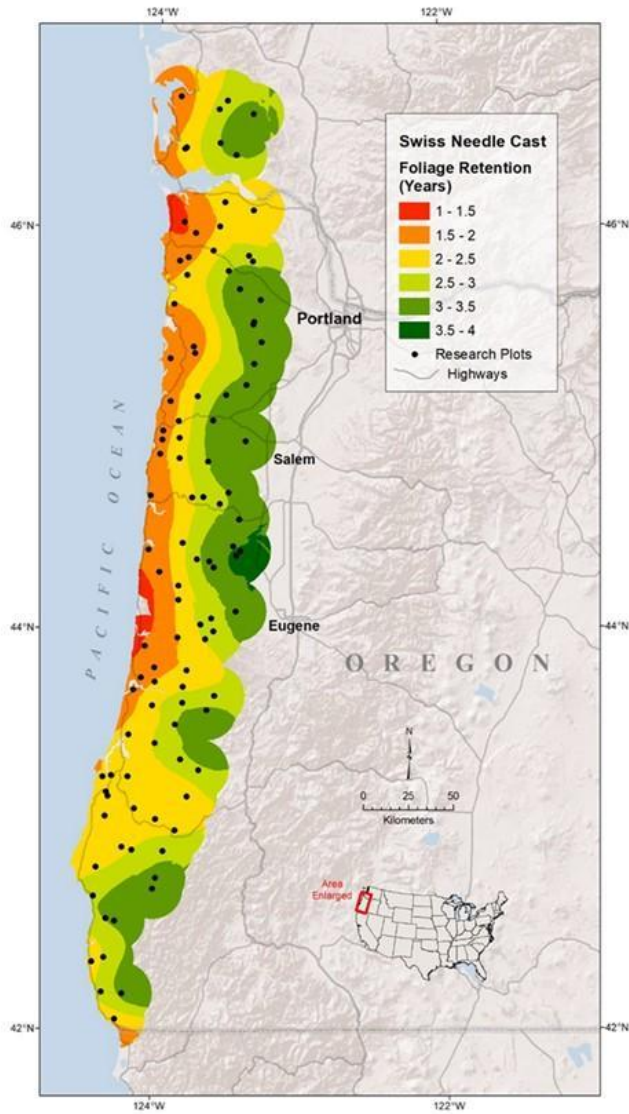 124°W
122°W
Swiss Needle Cast
Foliage Retention
(Years)
1 - 1.5
1.5 - 2
2 - 2.5
2.5 - 3
3 - 3.5
3.5 - 4
Research Plots
Highways
46°N
46°N
Portland
PACIFIC OCEAN
Salem
Eugene
44°N
44°N
OREGON
N
0 25 50
Kilometers
Area
Enlarged
42°N
42°N
124°W
122°W